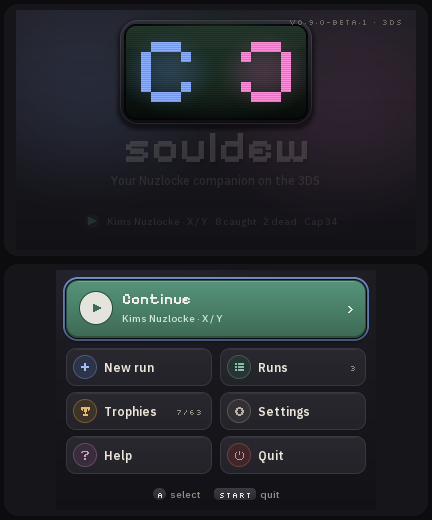 V0.9.0-BETA.1 · 3DS
souldew
Your Nuzlocke companion on the 3DS
Kims Nuzlocke · X/Y 8 caught 2 dead Cap 34
Continue
Kims Nuzlocke · X/Y
New run
Runs 3
Trophies 7/63
Settings
Help
Quit
A select START quit